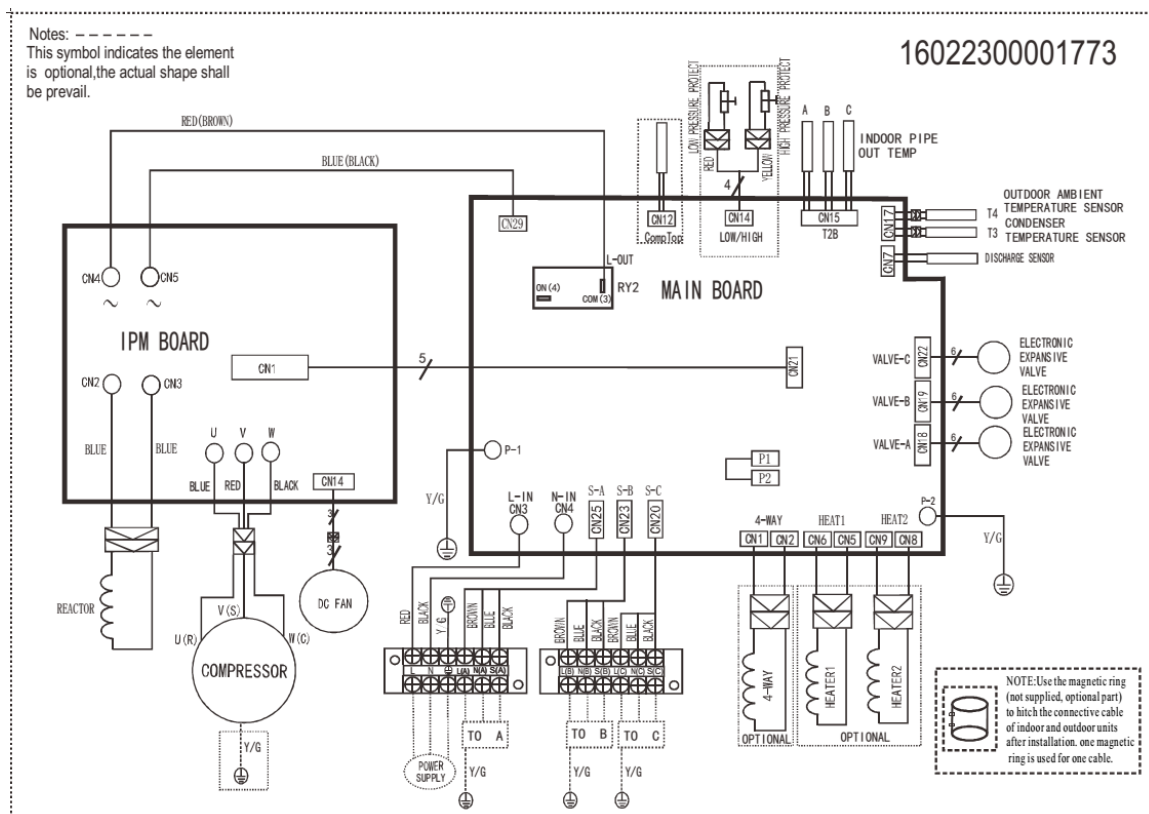 Notes: – – – – – –
This symbol indicates the element
is optional,the actual shape shall
be prevail.
16022300001773
RED(BROWN)
BLUE(BLACK)
LOW PRESSURE PROTECT
HIGH PRESSURE PROTECT
RED
YELLOW
4
A B C
INDOOR PIPE
OUT TEMP
CN29
CN12
CompTop
CN14
LOW/HIGH
CN15
T2B
CN17
T4
OUTDOOR AMBIENT
TEMPERATURE SENSOR
T3
CONDENSER
TEMPERATURE SENSOR
CN7
DISCHARGE SENSOR
L-OUT
ON(4)
COM(3)
RY2
MAIN BOARD
CN4
CN5
~ ~
IPM BOARD
CN1
5
CN21
CN2
CN3
VALVE-C
CN22
6
ELECTRONIC
EXPANSIVE
VALVE
VALVE-B
CN19
6
ELECTRONIC
EXPANSIVE
VALVE
VALVE-A
CN18
6
ELECTRONIC
EXPANSIVE
VALVE
BLUE
BLUE
U V W
BLUE
RED
BLACK
CN14
3
3
DC FAN
P-1
Y/G
P1
P2
P-2
Y/G
L-IN
CN3
N-IN
CN4
S-A
CN25
S-B
CN23
S-C
CN20
4-WAY
CN1 CN2
HEAT1
CN6 CN5
HEAT2
CN9 CN8
REACTOR
V(S)
U(R)
W(C)
COMPRESSOR
Y/G
RED
BLACK
Y/G
BROWN
BLUE
BLACK
BROWN
BLUE
BLACK
BROWN
BLUE
BLACK
L N L(A) N(A) S(A)
L(B) N(B) S(B) L(C) N(C) S(C)
POWER
SUPPLY
TO A
Y/G
TO B
Y/G
TO C
Y/G
4-WAY
OPTIONAL
HEATER1
HEATER2
OPTIONAL
NOTE:Use the magnetic ring
(not supplied, optional part)
to hitch the connective cable
of indoor and outdoor units
after installation. one magnetic
ring is used for one cable.